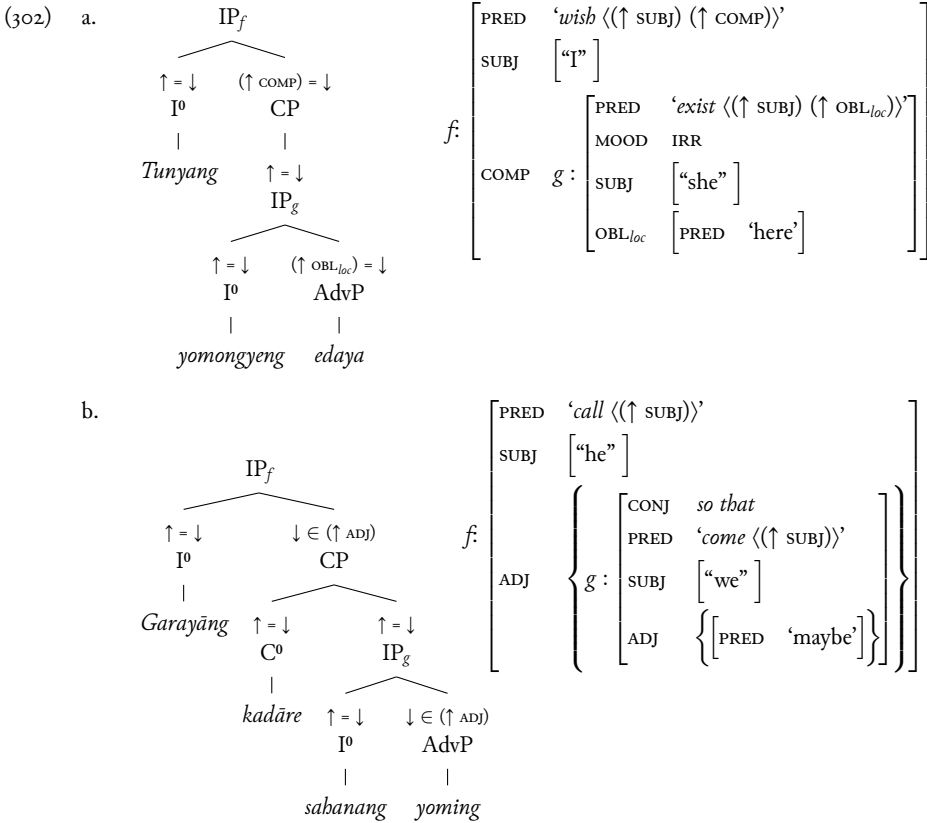 (302) a.
IP_f
↑ = ↓ (↑ COMP) = ↓
I⁰ CP
Tunyang ↑ = ↓
IP_g
↑ = ↓ (↑ OBL_loc) = ↓
I⁰ AdvP
yomongyeng edaya
f:
PRED ‘wish ⟨(↑ SUBJ) (↑ COMP)⟩’
SUBJ [“I”]
COMP g :
PRED ‘exist ⟨(↑ SUBJ) (↑ OBL_loc)⟩’
MOOD IRR
SUBJ [“she”]
OBL_loc [PRED ‘here’]
b.
IP_f
↑ = ↓ ↓ ∈ (↑ ADJ)
I⁰ CP
Garayāng ↑ = ↓ ↑ = ↓
C⁰ IP_g
kadāre ↑ = ↓ ↓ ∈ (↑ ADJ)
I⁰ AdvP
sahanang yoming
f:
PRED ‘call ⟨(↑ SUBJ)⟩’
SUBJ [“he”]
ADJ { g :
CONJ so that
PRED ‘come ⟨(↑ SUBJ)⟩’
SUBJ [“we”]
ADJ {[PRED ‘maybe’]} }